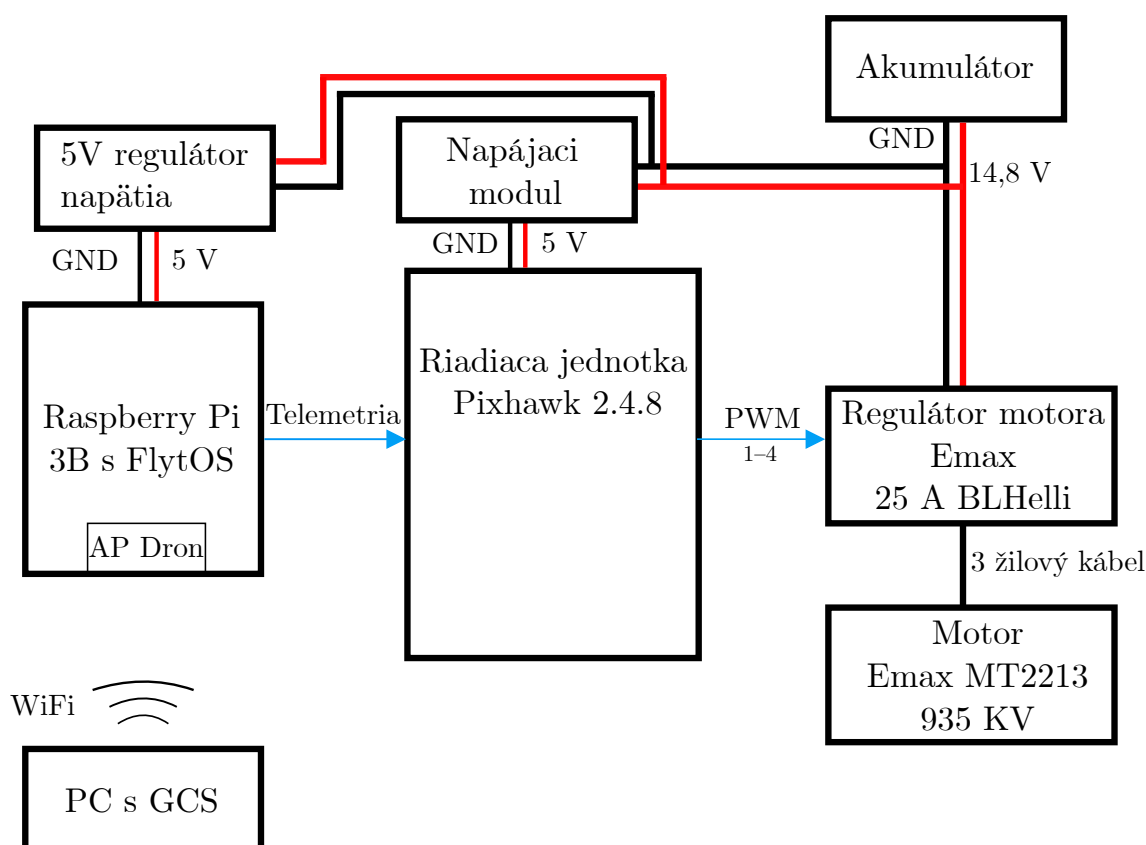 Akumulátor
GND
14,8 V
5V regulátor
napätia
Napájaci
modul
GND
5 V
GND
5 V
Raspberry Pi
3B s FlytOS
AP Dron
Telemetria
Riadiaca jednotka
Pixhawk 2.4.8
PWM
1–4
Regulátor motora
Emax
25 A BLHelli
3 žilový kábel
Motor
Emax MT2213
935 KV
WiFi
PC s GCS